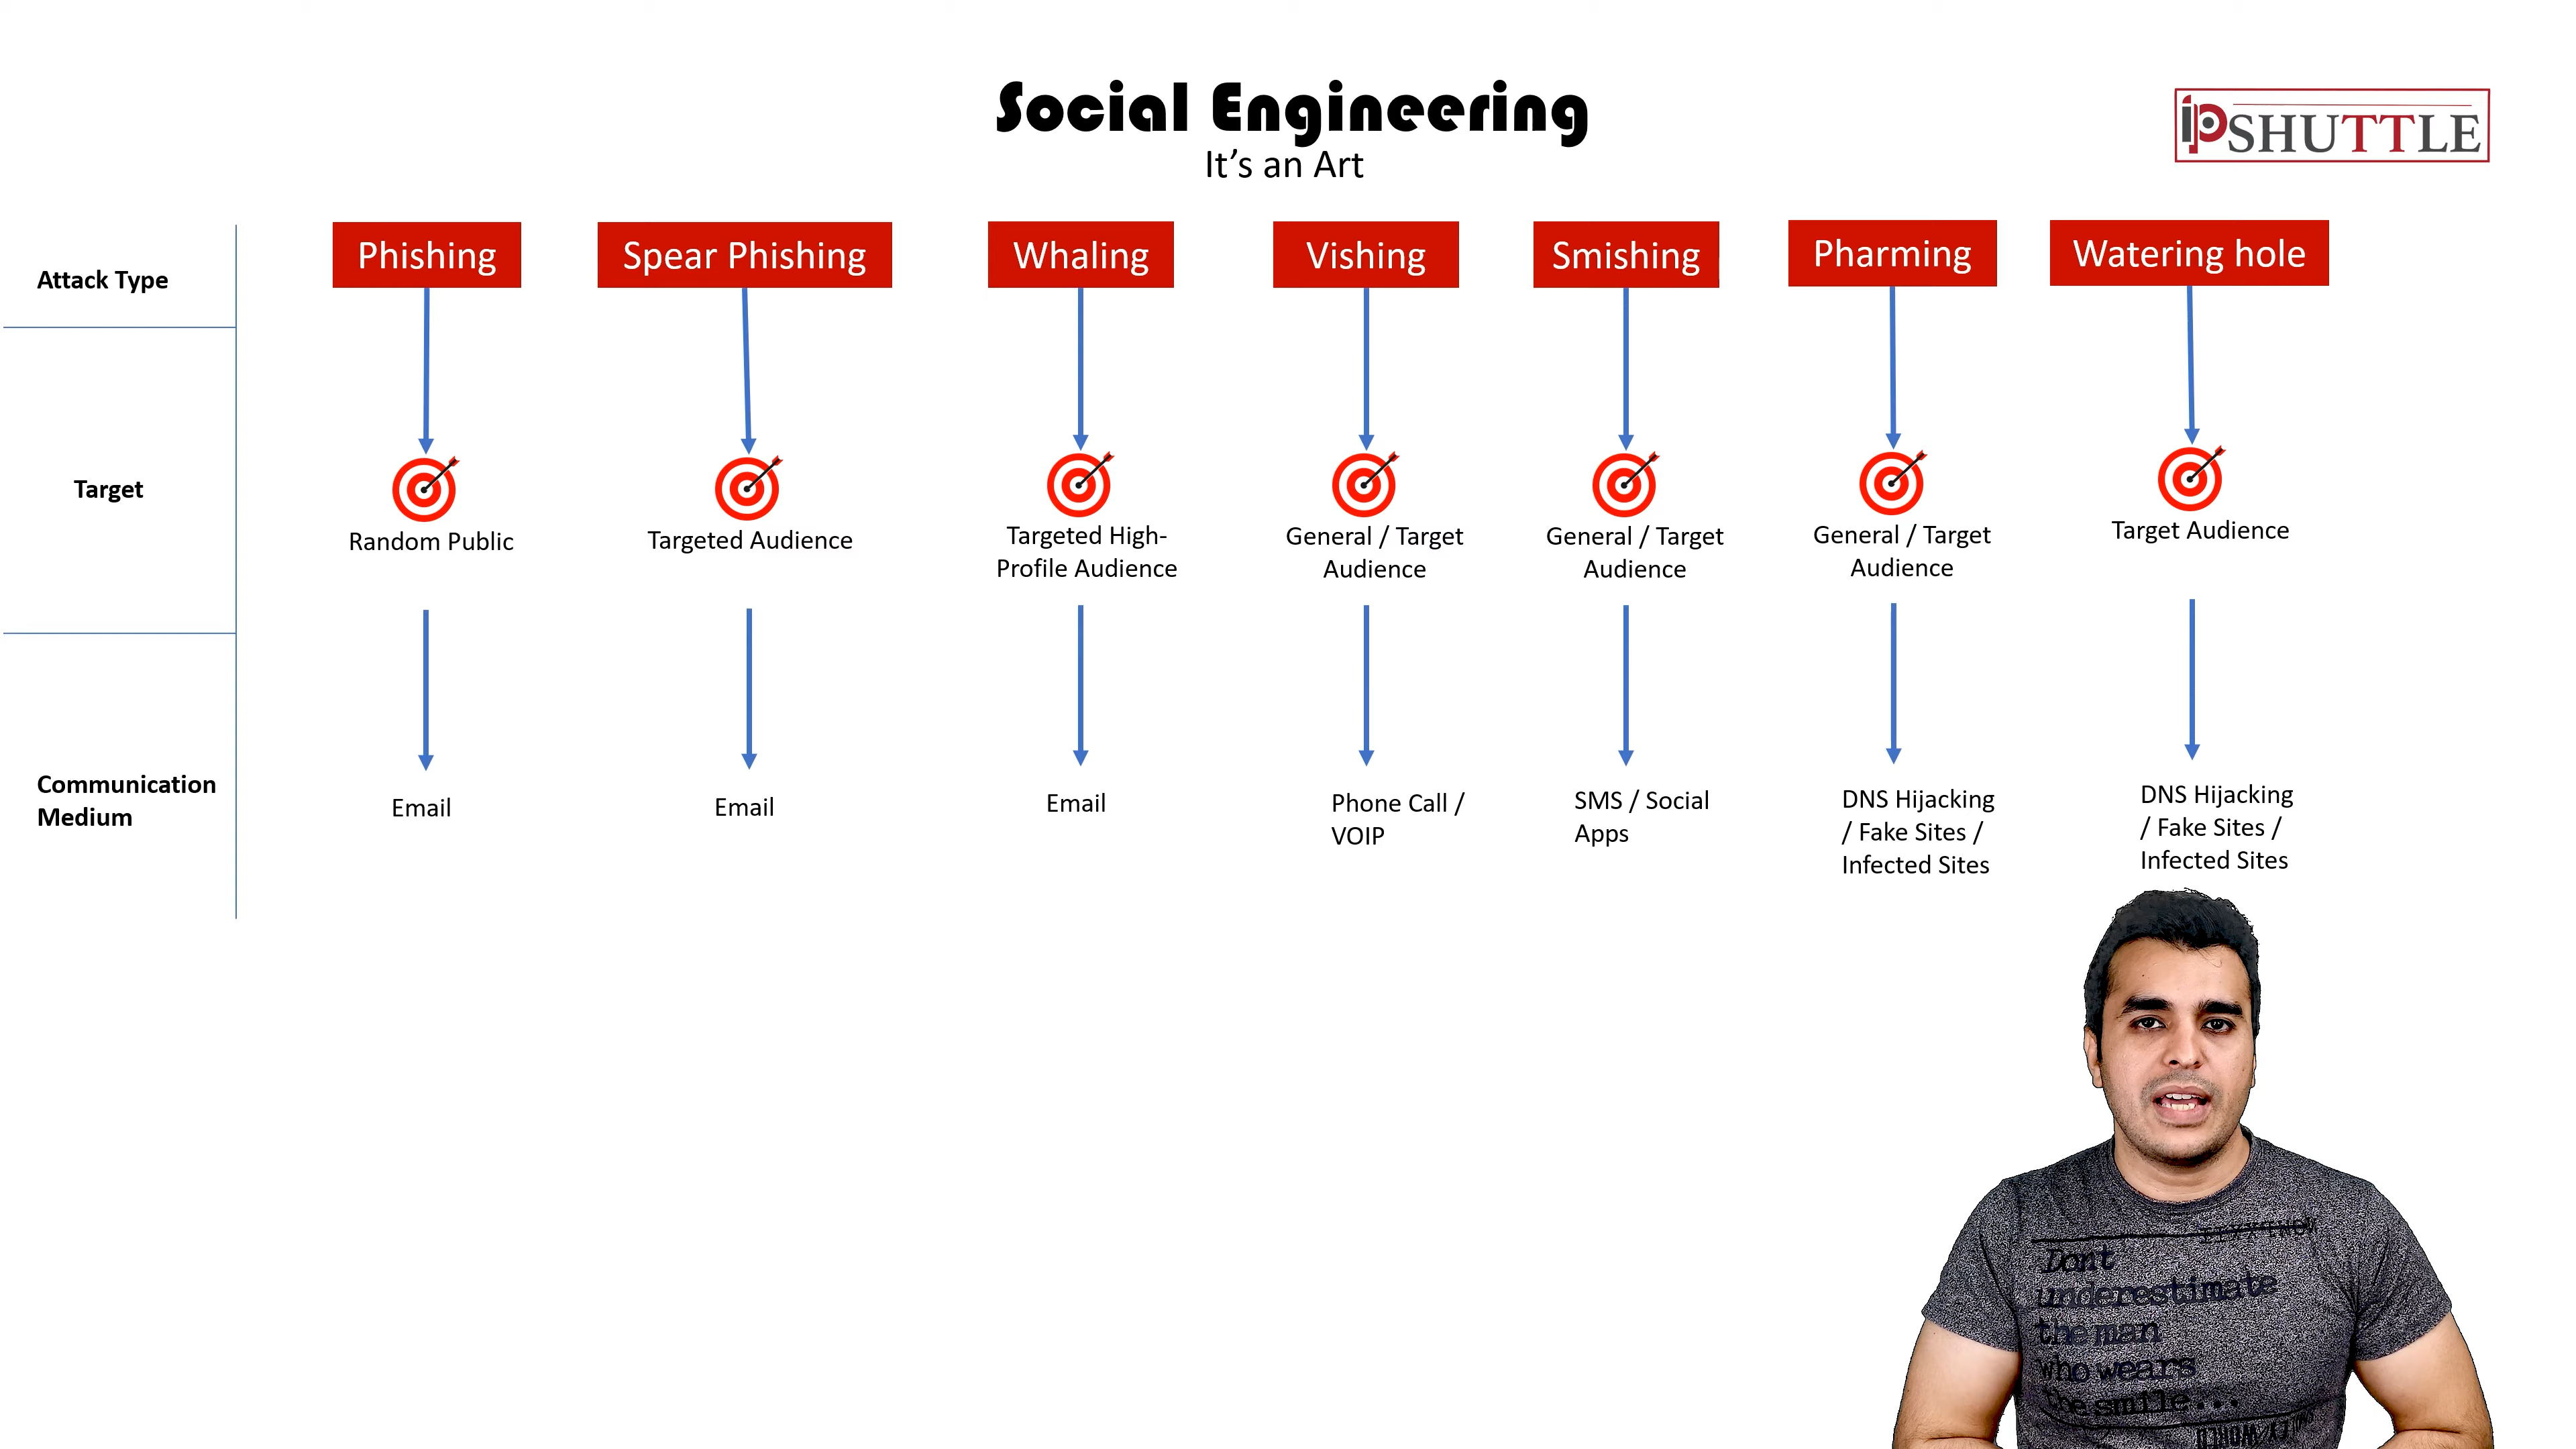 Social Engineering
It's an Art
ipSHUTTLE
Attack Type
Phishing
Spear Phishing
Whaling
Vishing
Smishing
Pharming
Watering hole
Target
Random Public
Targeted Audience
Targeted High-
Profile Audience
General / Target
Audience
General / Target
Audience
General / Target
Audience
Target Audience
Communication
Medium
Email
Email
Email
Phone Call /
VOIP
SMS / Social
Apps
DNS Hijacking
/ Fake Sites /
Infected Sites
DNS Hijacking
/ Fake Sites /
Infected Sites
Dont
underestimate
the man
who wears
the smile...